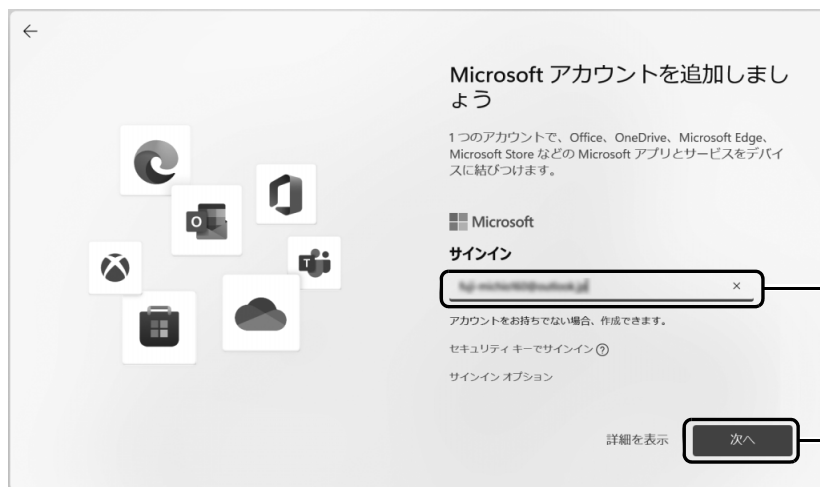 Microsoft アカウントを追加しまし
ょう
1 つのアカウントで、Office、OneDrive、Microsoft Edge、
Microsoft Store などの Microsoft アプリとサービスをデバイ
スに結びつけます。
Microsoft
サインイン
アカウントをお持ちでない場合、作成できます。
セキュリティ キーでサインイン
サインイン オプション
詳細を表示
次へ